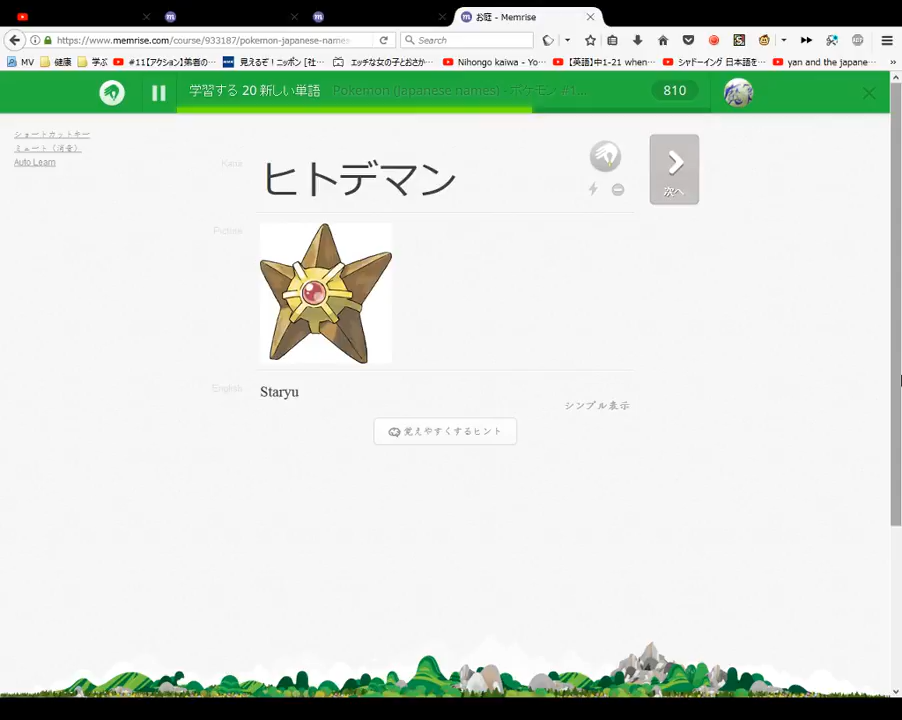 お庭 - Memrise
https://www.memrise.com/course/933187/pokemon-japanese-names-
Search
MV 健康 学ぶ #11【アクション】弟者の… 見えるぞ！ニッポン [社… エッチな女の子とおさか… Nihongo kaiwa - Yo… 【英語】中1-21 when… シャドーイング 日本語を… yan and the japane…
学習する 20 新しい単語 Pokemon (Japanese names) - ポケモン #1... 810
ショートカットキー
ミュート（消音）
Auto Learn
Kana
ヒトデマン
次へ
Picture
English
Staryu
シンプル表示
覚えやすくするヒント